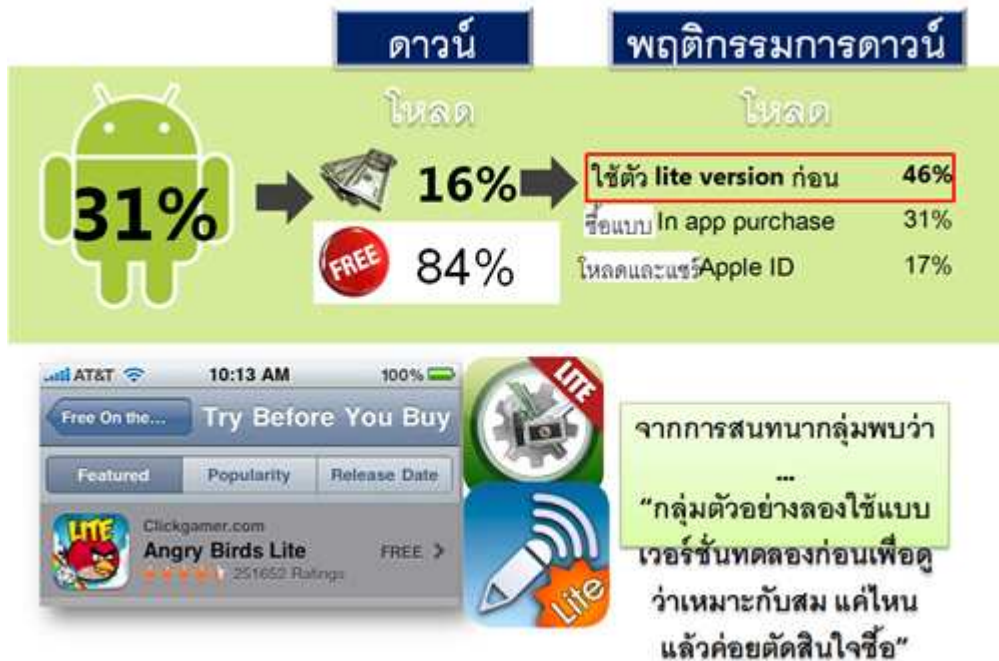 ดาวน์
โหลด
พฤติกรรมการดาวน์
โหลด
31%
16%
FREE
84%
ใช้ตัว lite version ก่อน 46%
ซื้อแบบ In app purchase 31%
โหลดและแชร์ Apple ID 17%
AT&T 10:13 AM 100%
Free On the... Try Before You Buy
Featured Popularity Release Date
LITE
Clickgamer.com
Angry Birds Lite FREE
251652 Ratings
LITE
Lite
จากการสนทนากลุ่มพบว่า
...
“กลุ่มตัวอย่างลองใช้แบบ
เวอร์ชั่นทดลองก่อนเพื่อดู
ว่าเหมาะกับสม แค่ไหน
แล้วค่อยตัดสินใจซื้อ”